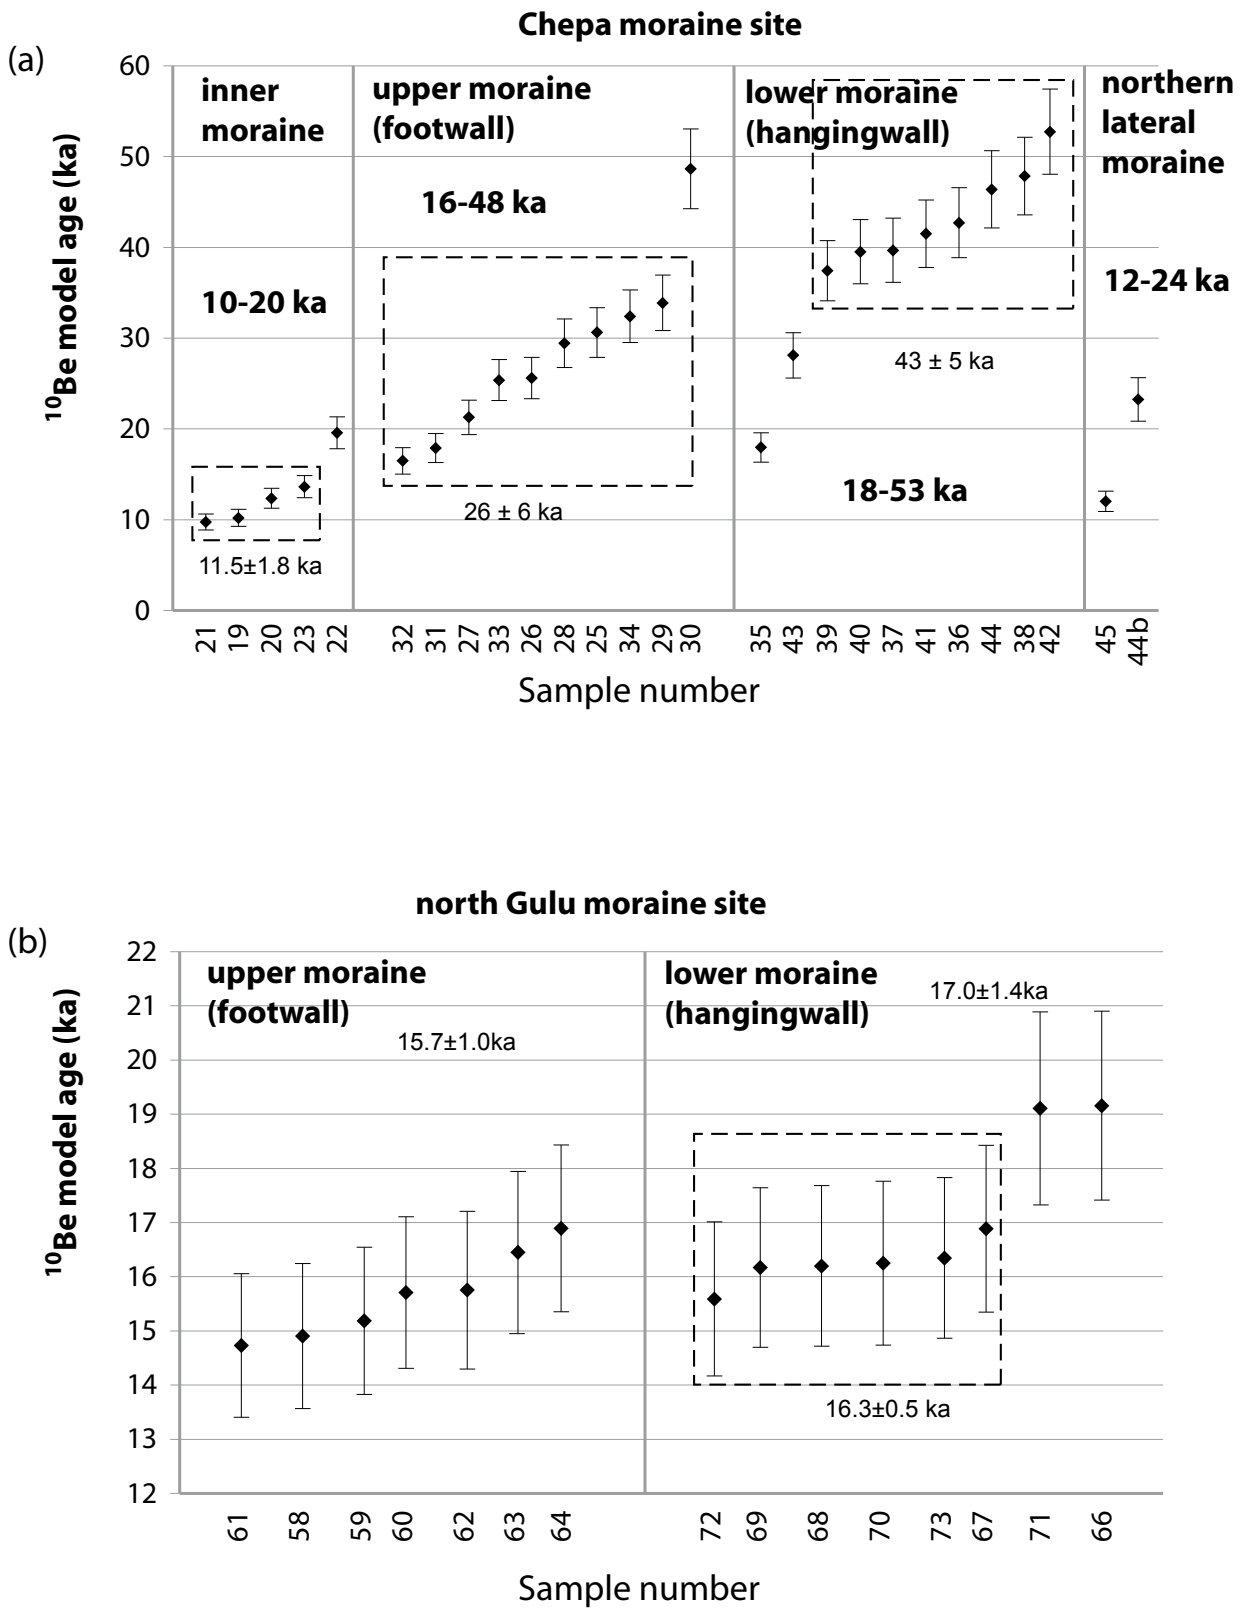 Chepa moraine site
(a)
10Be model age (ka)
60
50
40
30
20
10
0
inner
moraine
10-20 ka
11.5±1.8 ka
upper moraine
(footwall)
16-48 ka
26 ± 6 ka
lower moraine
(hangingwall)
43 ± 5 ka
18-53 ka
northern
lateral
moraine
12-24 ka
21 19 20 23 22 32 31 27 33 26 28 25 34 29 30 35 43 39 40 37 41 36 44 38 42 45 44b
Sample number
north Gulu moraine site
(b)
10Be model age (ka)
22
21
20
19
18
17
16
15
14
13
12
upper moraine
(footwall)
15.7±1.0ka
lower moraine
(hangingwall)
17.0±1.4ka
16.3±0.5 ka
61 58 59 60 62 63 64 72 69 68 70 73 67 71 66
Sample number